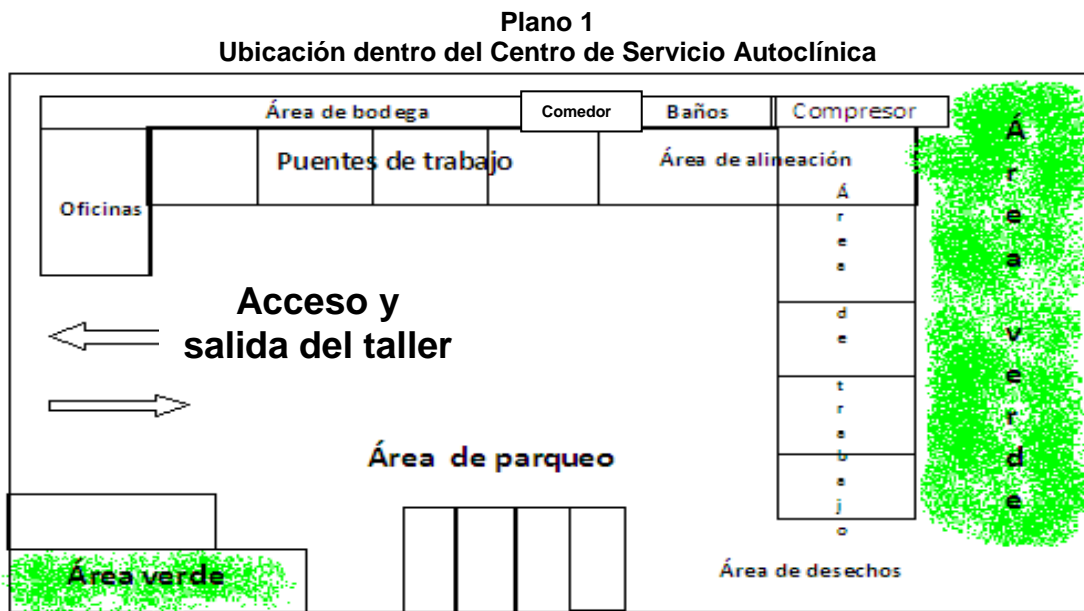 Plano 1
Ubicación dentro del Centro de Servicio Autoclínica
Área de bodega
Comedor
Baños
Compresor
Puentes de trabajo
Área de alineación
Oficinas
Área de trabajo
Área verde
Acceso y
salida del taller
Área de parqueo
Área verde
Área de desechos